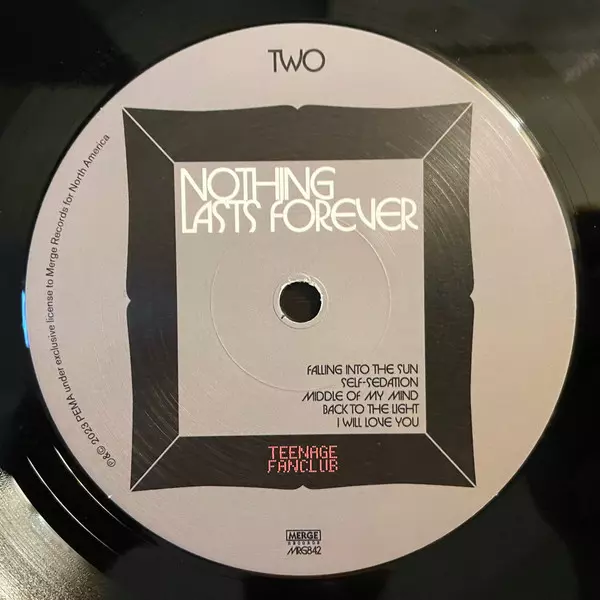 TWO
NOTHING
LASTS FOREVER
FALLING INTO THE SUN
SELF-SEDATION
MIDDLE OF MY MIND
BACK TO THE LIGHT
I WILL LOVE YOU
TEENAGE
FANCLUB
℗&© 2023 PEMA under exclusive license to Merge Records for North America
MERGE
RECORDS
MRG842